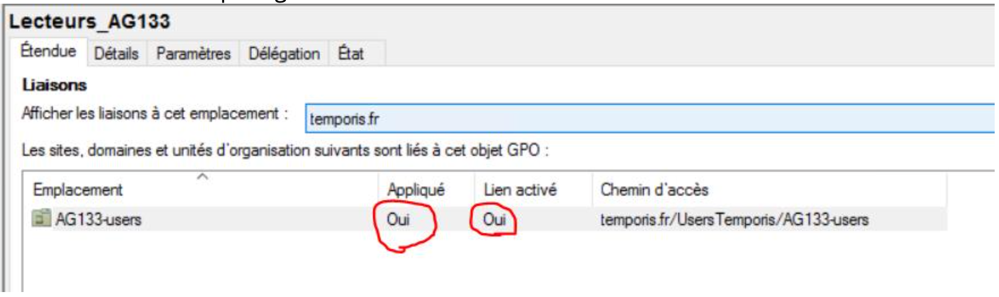 Lecteurs_AG133
Étendue Détails Paramètres Délégation État
Liaisons
Afficher les liaisons à cet emplacement : temporis.fr
Les sites, domaines et unités d'organisation suivants sont liés à cet objet GPO :
Emplacement Appliqué Lien activé Chemin d'accès
AG133-users Oui Oui temporis.fr/UsersTemporis/AG133-users